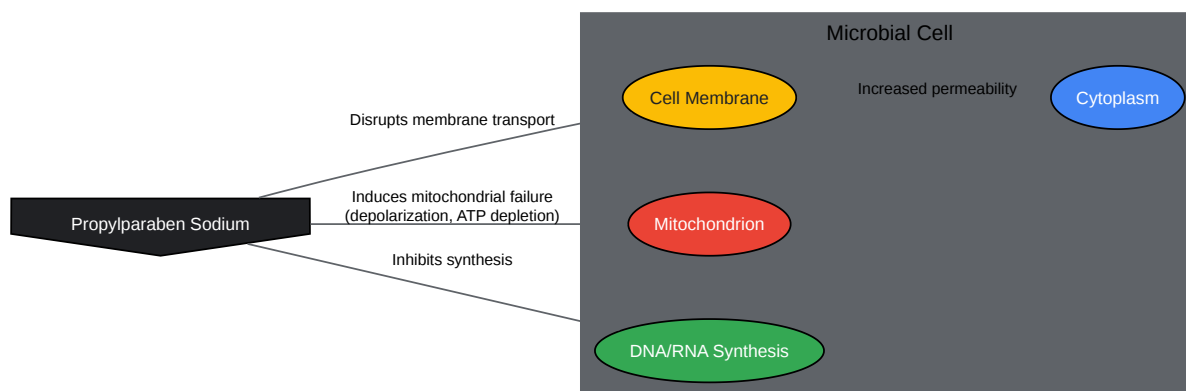 Microbial Cell
Cell Membrane
Increased permeability
Cytoplasm
Disrupts membrane transport
Induces mitochondrial failure
(depolarization, ATP depletion)
Propylparaben Sodium
Mitochondrion
Inhibits synthesis
DNA/RNA Synthesis